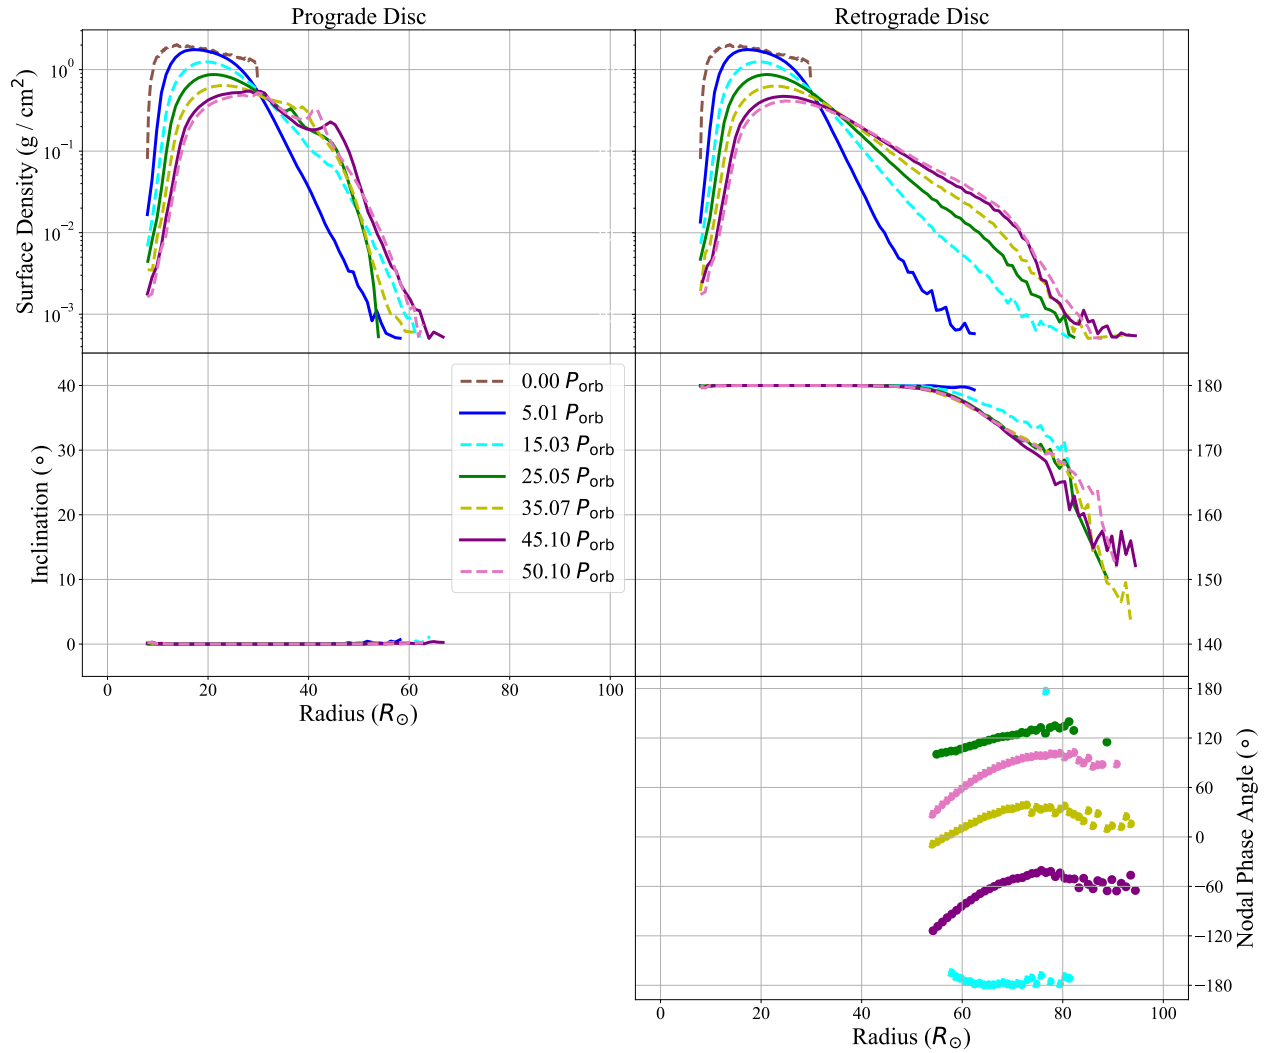 Prograde Disc
Retrograde Disc
Surface Density (g / cm²)
10⁰
10⁻¹
10⁻²
10⁻³
Inclination (∘)
40
30
20
10
0
0.00 P_orb
5.01 P_orb
15.03 P_orb
25.05 P_orb
35.07 P_orb
45.10 P_orb
50.10 P_orb
180
170
160
150
140
0 20 40 60 80 100
Radius (R_⊙)
180
120
60
0
−60
−120
−180
Nodal Phase Angle (∘)
0 20 40 60 80 100
Radius (R_⊙)